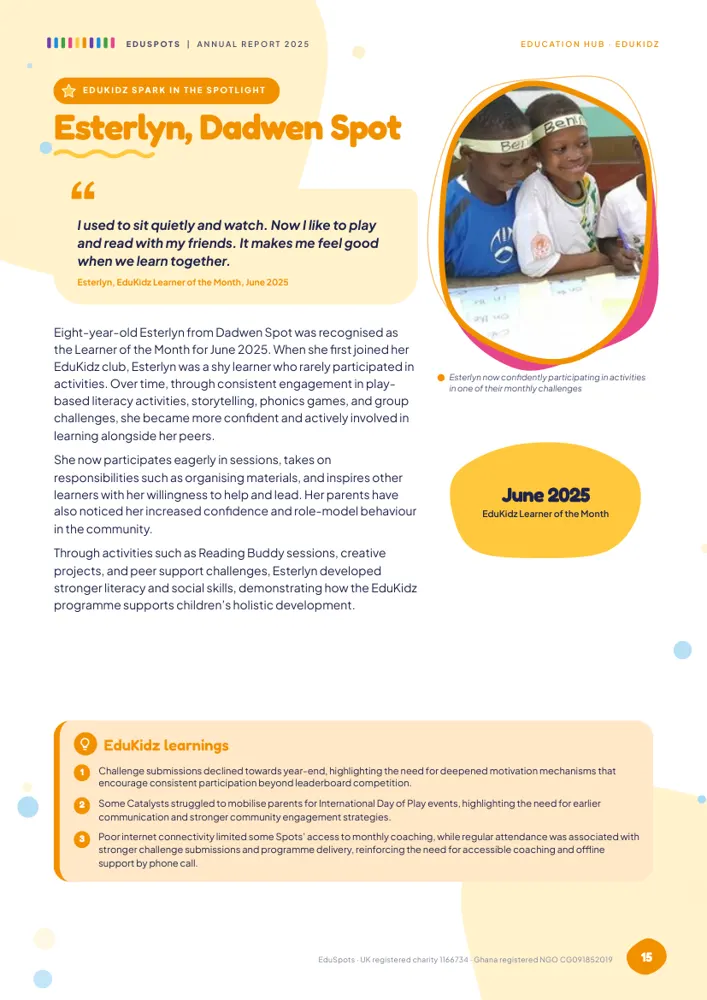 EDUSPOTS | ANNUAL REPORT 2025
EDUCATION HUB · EDUKIDZ
EDUKIDZ SPARK IN THE SPOTLIGHT
Esterlyn, Dadwen Spot
“
I used to sit quietly and watch. Now I like to play
and read with my friends. It makes me feel good
when we learn together.
Esterlyn, EduKidz Learner of the Month, June 2025
Eight-year-old Esterlyn from Dadwen Spot was recognised as
the Learner of the Month for June 2025. When she first joined her
EduKidz club, Esterlyn was a shy learner who rarely participated in
activities. Over time, through consistent engagement in play-
based literacy activities, storytelling, phonics games, and group
challenges, she became more confident and actively involved in
learning alongside her peers.
She now participates eagerly in sessions, takes on
responsibilities such as organising materials, and inspires other
learners with her willingness to help and lead. Her parents have
also noticed her increased confidence and role-model behaviour
in the community.
Through activities such as Reading Buddy sessions, creative
projects, and peer support challenges, Esterlyn developed
stronger literacy and social skills, demonstrating how the EduKidz
programme supports children's holistic development.
Esterlyn now confidently participating in activities
in one of their monthly challenges
June 2025
EduKidz Learner of the Month
EduKidz learnings
1 Challenge submissions declined towards year-end, highlighting the need for deepened motivation mechanisms that
encourage consistent participation beyond leaderboard competition.
2 Some Catalysts struggled to mobilise parents for International Day of Play events, highlighting the need for earlier
communication and stronger community engagement strategies.
3 Poor internet connectivity limited some Spots' access to monthly coaching, while regular attendance was associated with
stronger challenge submissions and programme delivery, reinforcing the need for accessible coaching and offline
support by phone call.
EduSpots · UK registered charity 1166734 · Ghana registered NGO CG091852019
15